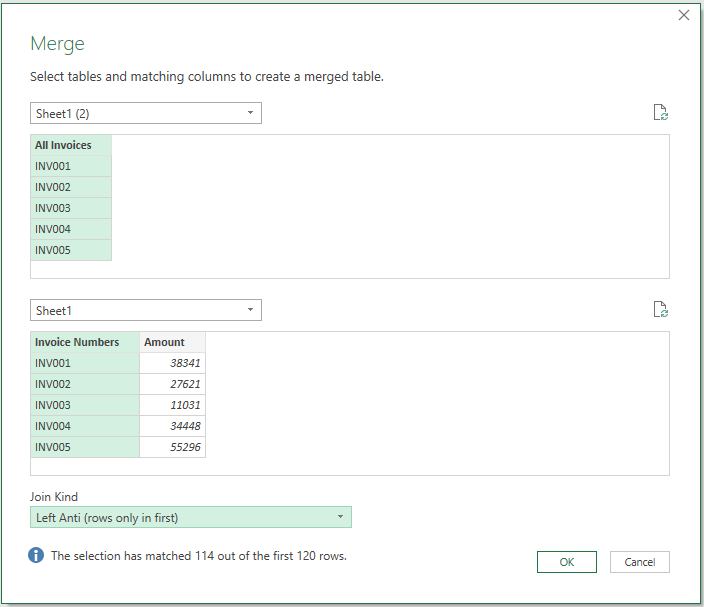 Merge
Select tables and matching columns to create a merged table.
Sheet1 (2)
All Invoices
INV001
INV002
INV003
INV004
INV005
Sheet1
Invoice Numbers Amount
INV001 38341
INV002 27621
INV003 11031
INV004 34448
INV005 55296
Join Kind
Left Anti (rows only in first)
The selection has matched 114 out of the first 120 rows.
OK Cancel